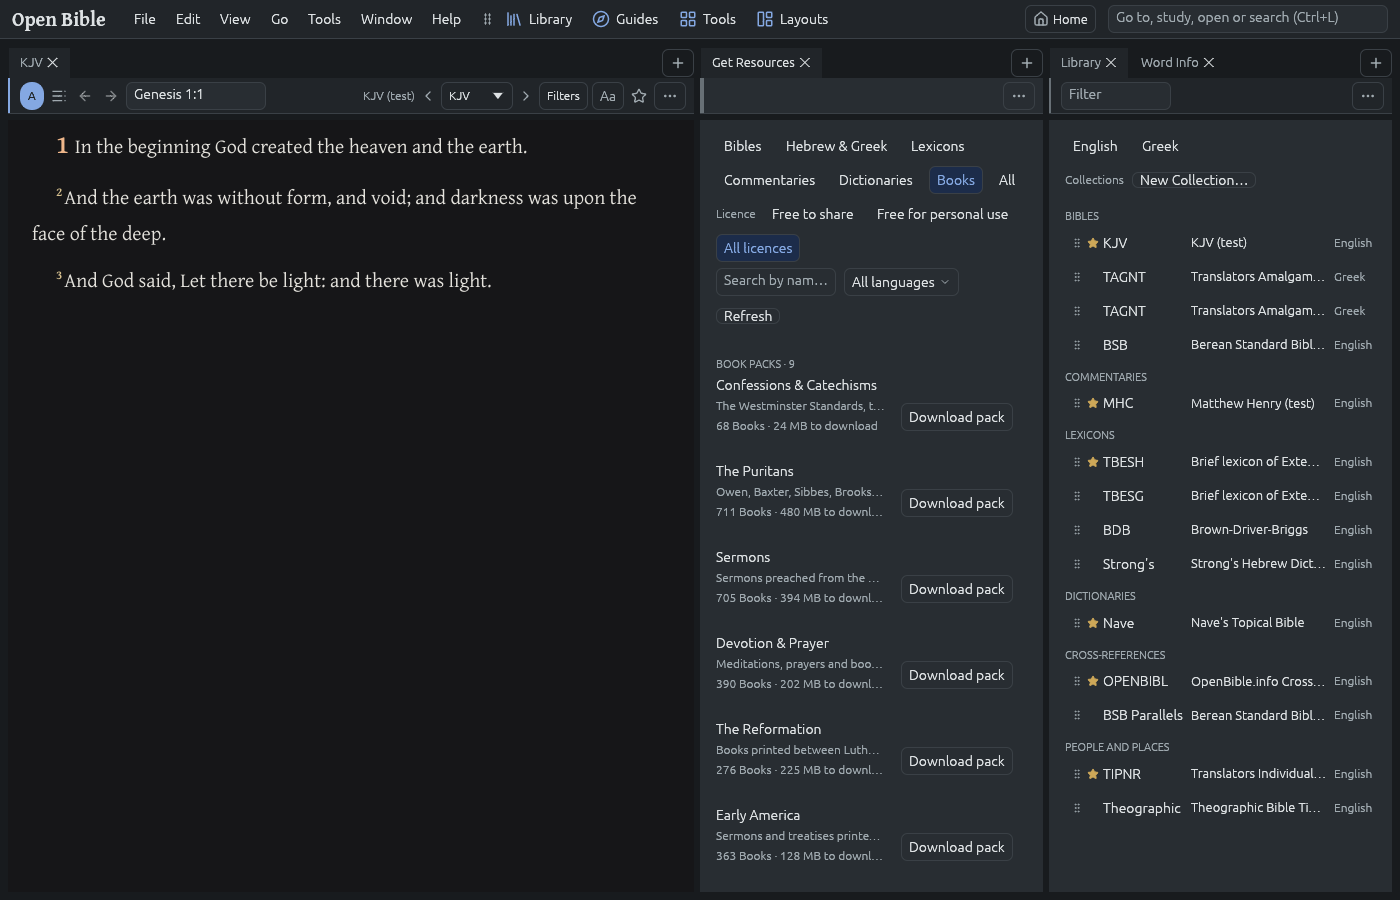 Open Bible File Edit View Go Tools Window Help Library Guides Tools Layouts Home Go to, study, open or search (Ctrl+L)
KJV
A Genesis 1:1 KJV (test) KJV Filters Aa
1 In the beginning God created the heaven and the earth.
2 And the earth was without form, and void; and darkness was upon the
face of the deep.
3 And God said, Let there be light: and there was light.
Get Resources
Bibles Hebrew & Greek Lexicons
Commentaries Dictionaries Books All
Licence Free to share Free for personal use
All licences
Search by nam... All languages
Refresh
BOOK PACKS · 9
Confessions & Catechisms
The Westminster Standards, t...
68 Books · 24 MB to download
Download pack
The Puritans
Owen, Baxter, Sibbes, Brooks...
711 Books · 480 MB to downl...
Download pack
Sermons
Sermons preached from the ...
705 Books · 394 MB to downl...
Download pack
Devotion & Prayer
Meditations, prayers and boo...
390 Books · 202 MB to downl...
Download pack
The Reformation
Books printed between Luth...
276 Books · 225 MB to downl...
Download pack
Early America
Sermons and treatises printe...
363 Books · 128 MB to downl...
Download pack
Library Word Info
Filter
English Greek
Collections New Collection...
BIBLES
KJV KJV (test) English
TAGNT Translators Amalgam... Greek
TAGNT Translators Amalgam... Greek
BSB Berean Standard Bibl... English
COMMENTARIES
MHC Matthew Henry (test) English
LEXICONS
TBESH Brief lexicon of Exte... English
TBESG Brief lexicon of Exte... English
BDB Brown-Driver-Briggs English
Strong's Strong's Hebrew Dict... English
DICTIONARIES
Nave Nave's Topical Bible English
CROSS-REFERENCES
OPENBIBL OpenBible.info Cross... English
BSB Parallels Berean Standard Bibl... English
PEOPLE AND PLACES
TIPNR Translators Individual... English
Theographic Theographic Bible Ti... English